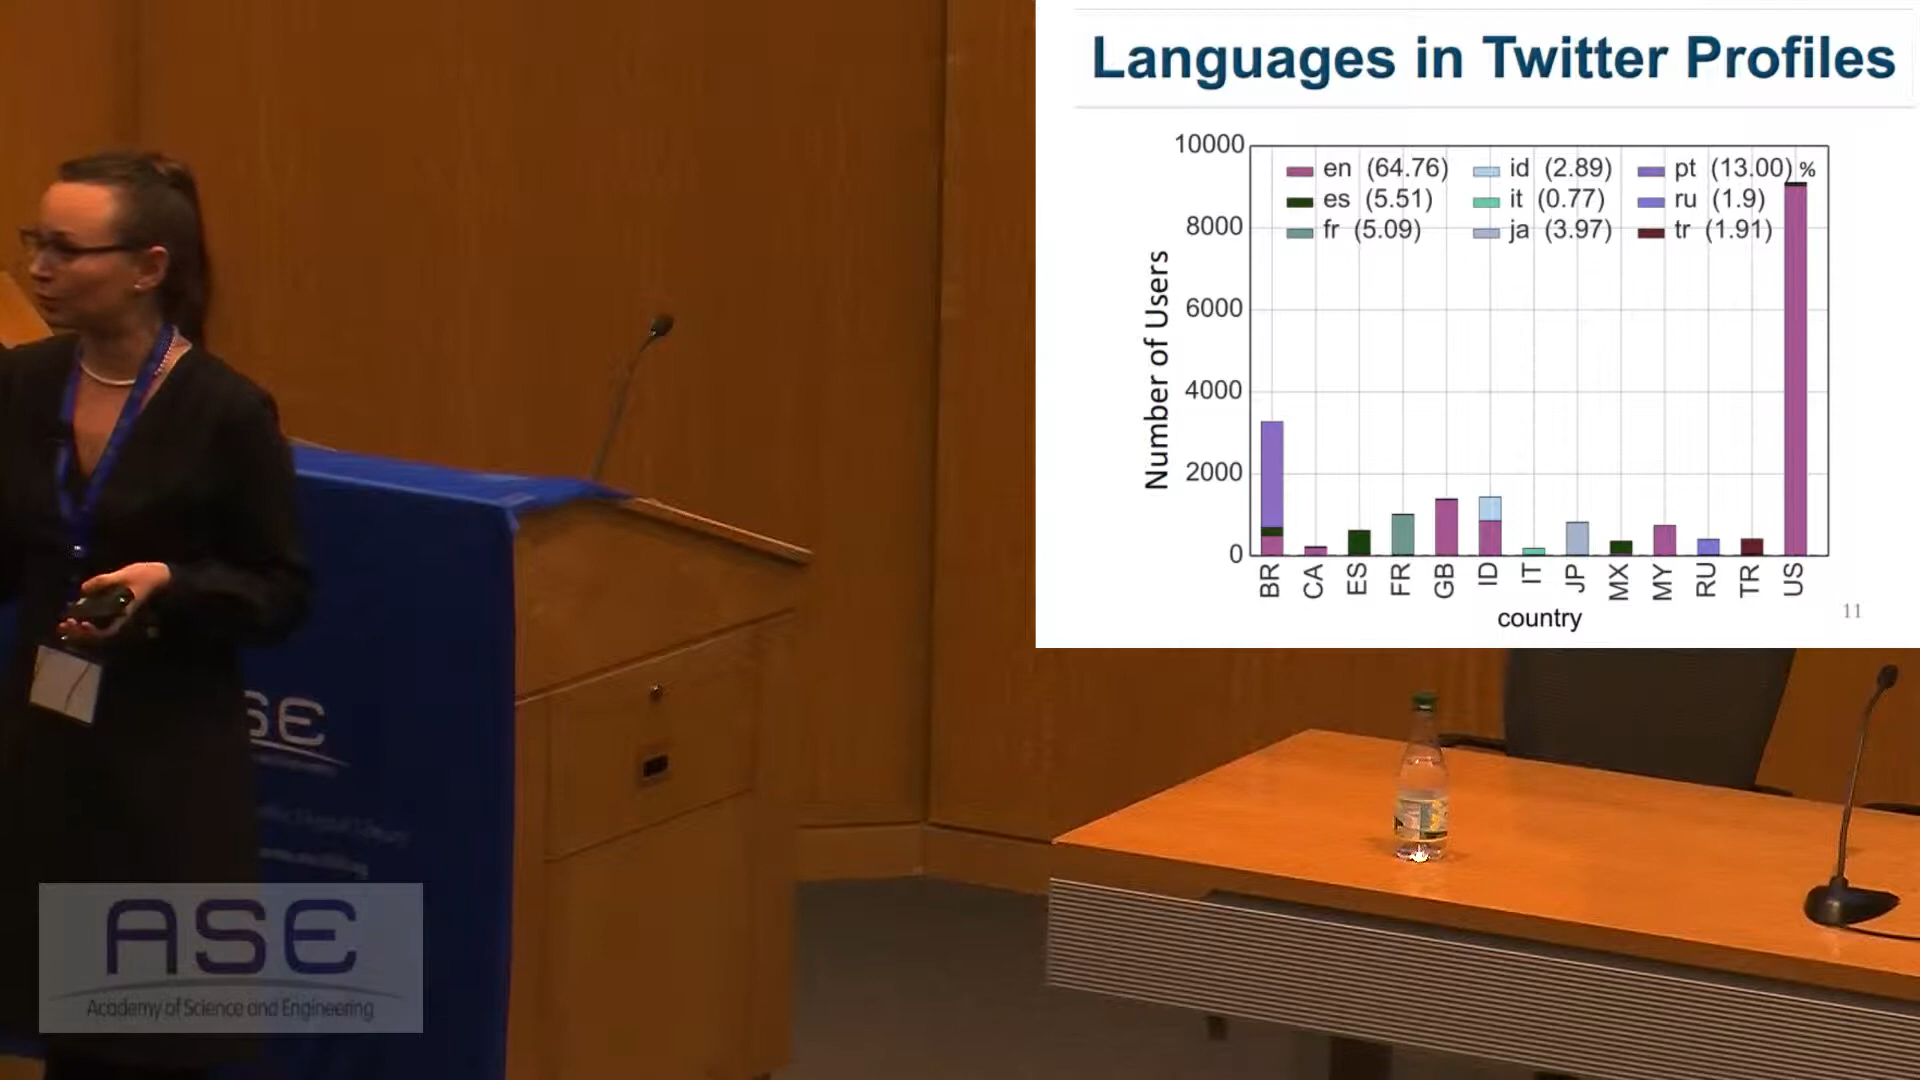 Languages in Twitter Profiles
10000
8000
6000
4000
2000
0
Number of Users
en (64.76)
es (5.51)
fr (5.09)
id (2.89)
it (0.77)
ja (3.97)
pt (13.00) %
ru (1.9)
tr (1.91)
BR
CA
ES
FR
GB
ID
IT
JP
MX
MY
RU
TR
US
country
11
SE
ASE
Academy of Science and Engineering